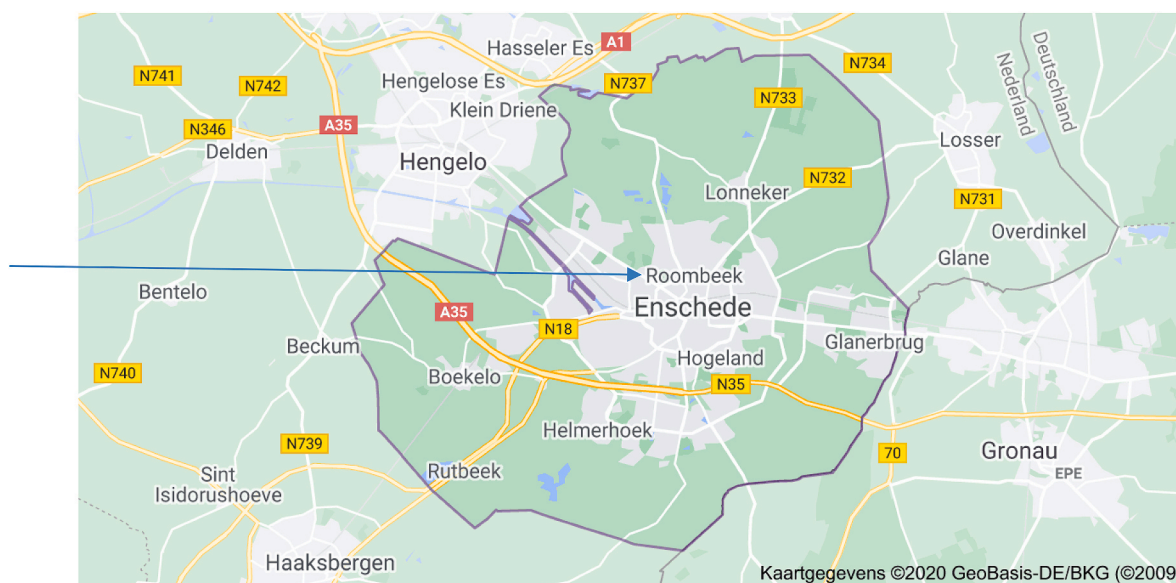 Hasseler Es
A1
N734
Deutschland
Nederland
N741
N742
Hengelose Es
N737
N733
Klein Driene
N346
A35
Delden
Losser
Hengelo
N732
Lonneker
N731
Overdinkel
Glane
Roombeek
Bentelo
Enschede
A35
N18
Glanerbrug
Beckum
Hogeland
N740
Boekelo
N35
Helmerhoek
N739
70
Gronau
Sint
Isidorushoeve
Rutbeek
EPE
Haaksbergen
Kaartgegevens ©2020 GeoBasis-DE/BKG (©2009